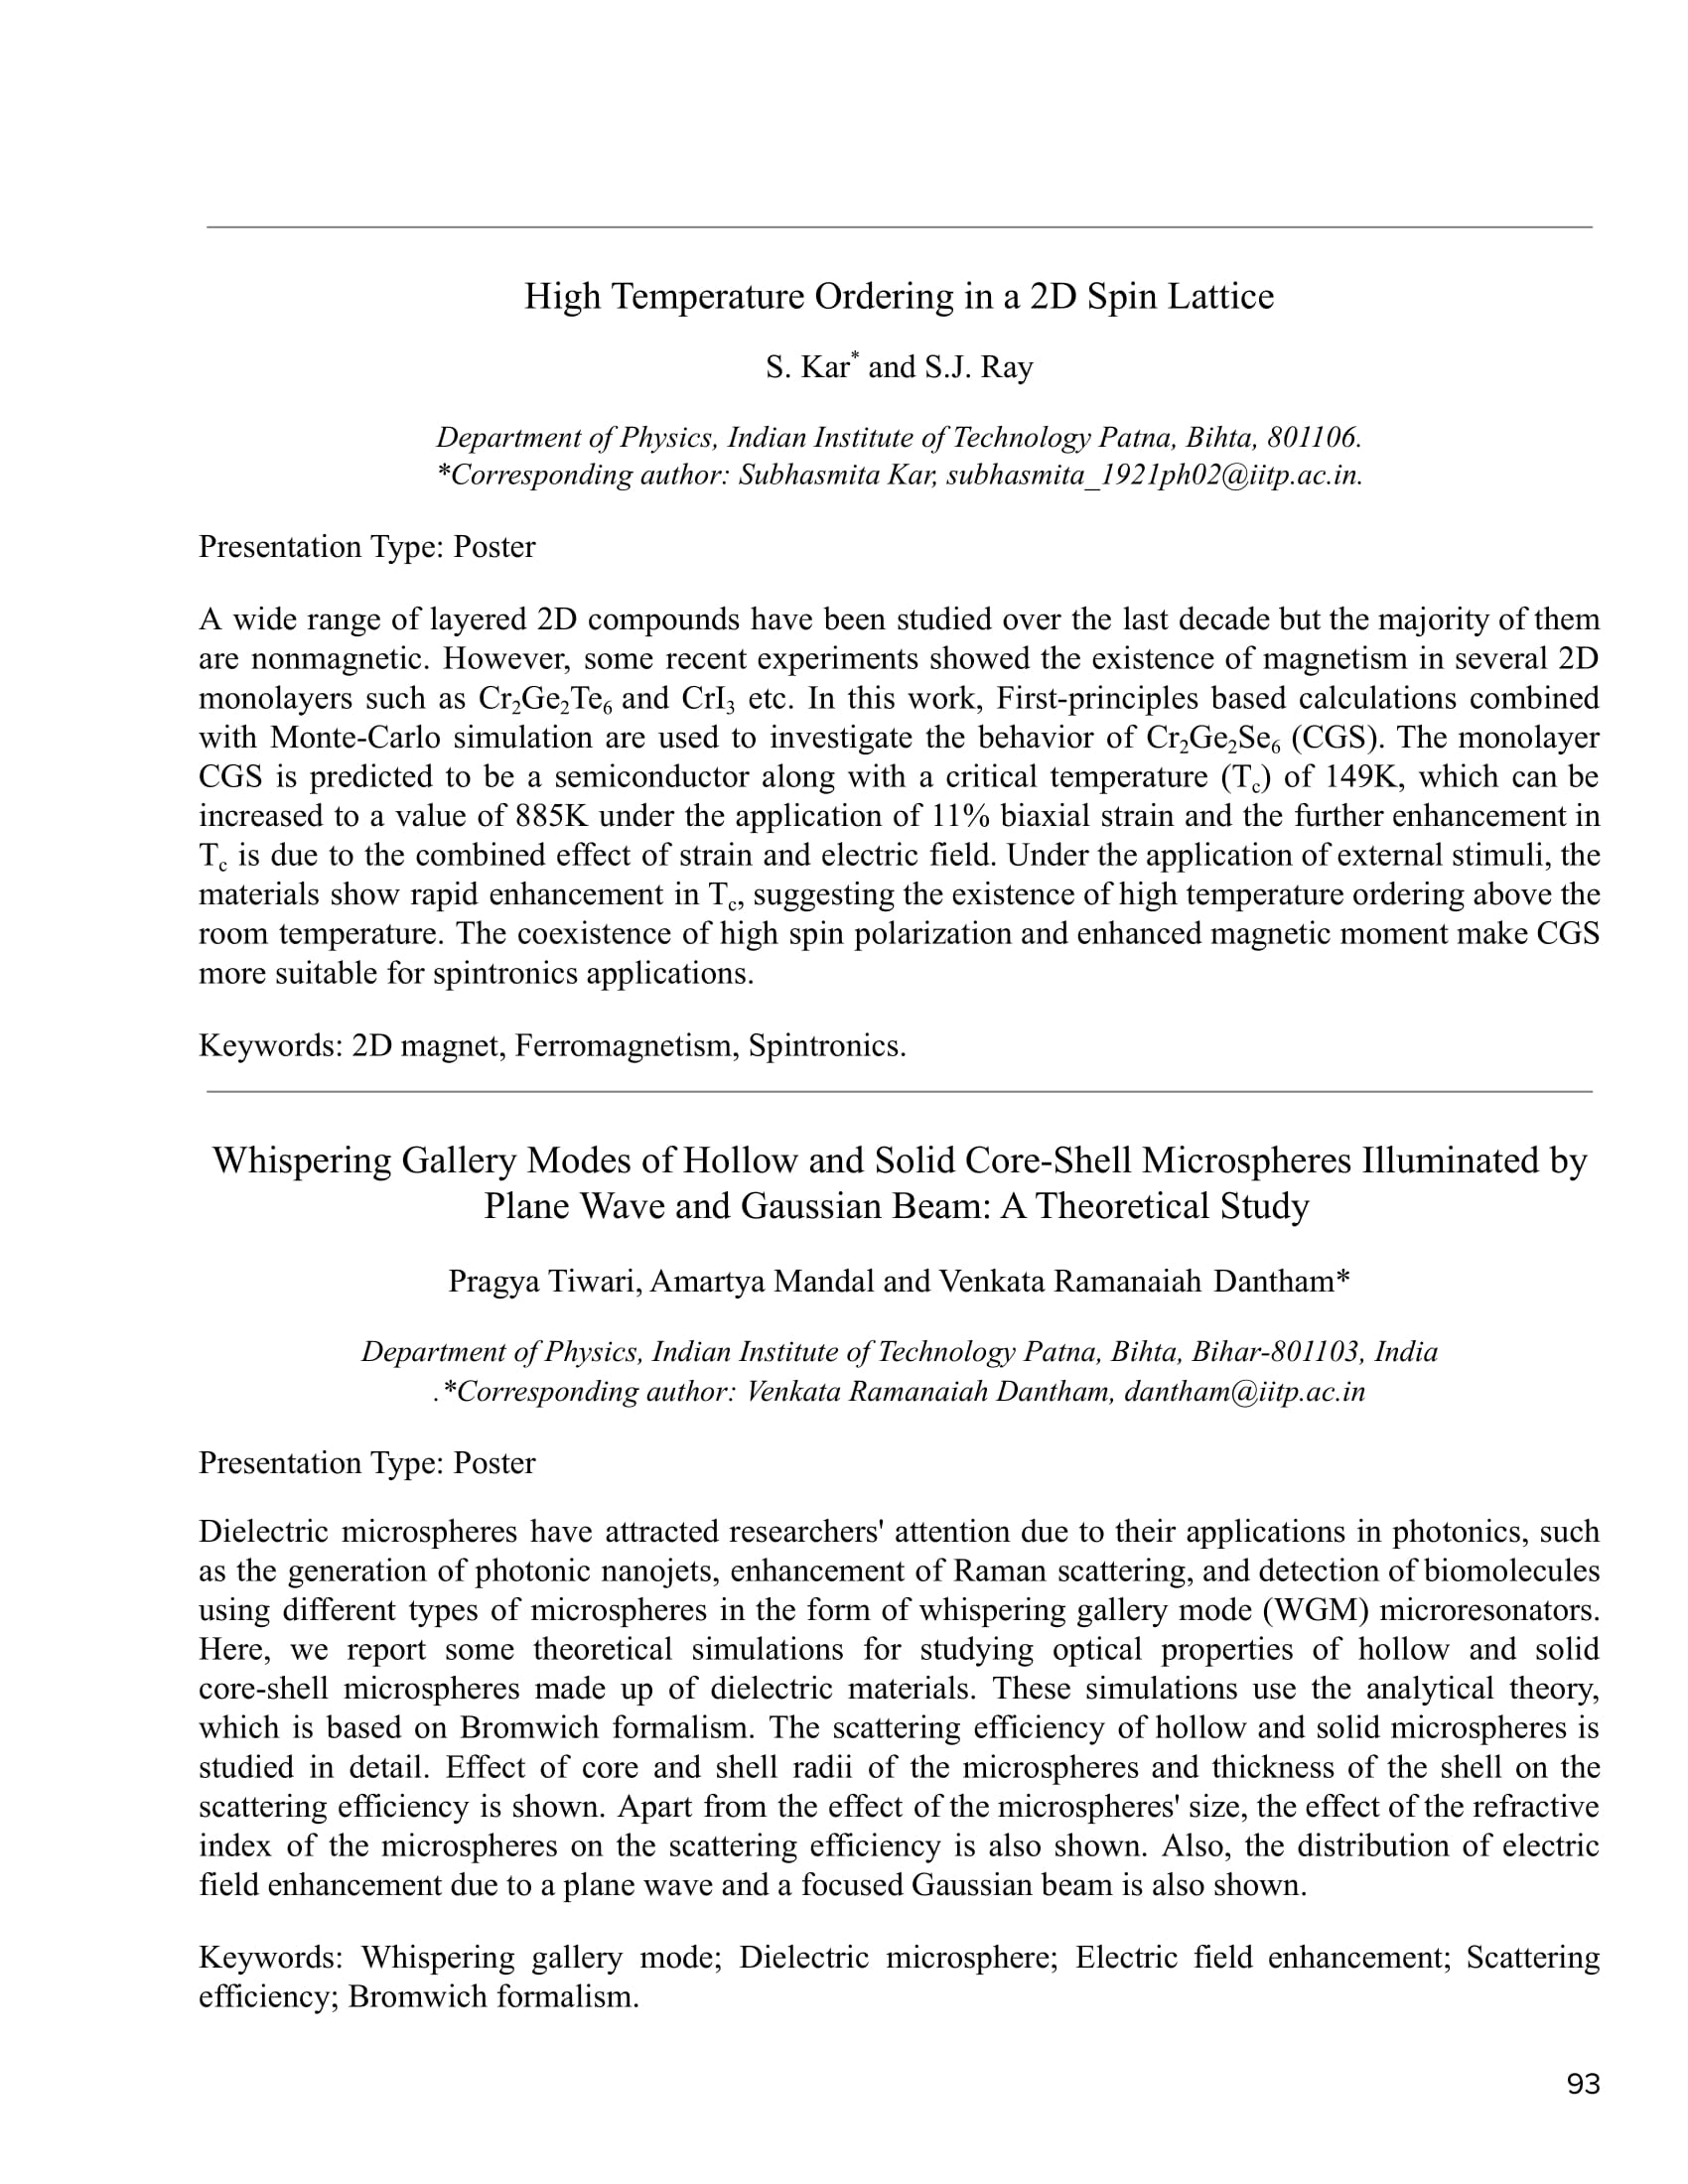 High Temperature Ordering in a 2D Spin Lattice
S. Kar* and S.J. Ray
Department of Physics, Indian Institute of Technology Patna, Bihta, 801106.
*Corresponding author: Subhasmita Kar, subhasmita_1921ph02@iitp.ac.in.
Presentation Type: Poster
A wide range of layered 2D compounds have been studied over the last decade but the majority of them
are nonmagnetic. However, some recent experiments showed the existence of magnetism in several 2D
monolayers such as Cr₂Ge₂Te₆ and CrI₃ etc. In this work, First-principles based calculations combined
with Monte-Carlo simulation are used to investigate the behavior of Cr₂Ge₂Se₆ (CGS). The monolayer
CGS is predicted to be a semiconductor along with a critical temperature (T_c) of 149K, which can be
increased to a value of 885K under the application of 11% biaxial strain and the further enhancement in
T_c is due to the combined effect of strain and electric field. Under the application of external stimuli, the
materials show rapid enhancement in T_c, suggesting the existence of high temperature ordering above the
room temperature. The coexistence of high spin polarization and enhanced magnetic moment make CGS
more suitable for spintronics applications.
Keywords: 2D magnet, Ferromagnetism, Spintronics.
Whispering Gallery Modes of Hollow and Solid Core-Shell Microspheres Illuminated by
Plane Wave and Gaussian Beam: A Theoretical Study
Pragya Tiwari, Amartya Mandal and Venkata Ramanaiah Dantham*
Department of Physics, Indian Institute of Technology Patna, Bihta, Bihar-801103, India
.*Corresponding author: Venkata Ramanaiah Dantham, dantham@iitp.ac.in
Presentation Type: Poster
Dielectric microspheres have attracted researchers' attention due to their applications in photonics, such
as the generation of photonic nanojets, enhancement of Raman scattering, and detection of biomolecules
using different types of microspheres in the form of whispering gallery mode (WGM) microresonators.
Here, we report some theoretical simulations for studying optical properties of hollow and solid
core-shell microspheres made up of dielectric materials. These simulations use the analytical theory,
which is based on Bromwich formalism. The scattering efficiency of hollow and solid microspheres is
studied in detail. Effect of core and shell radii of the microspheres and thickness of the shell on the
scattering efficiency is shown. Apart from the effect of the microspheres' size, the effect of the refractive
index of the microspheres on the scattering efficiency is also shown. Also, the distribution of electric
field enhancement due to a plane wave and a focused Gaussian beam is also shown.
Keywords: Whispering gallery mode; Dielectric microsphere; Electric field enhancement; Scattering
efficiency; Bromwich formalism.
93